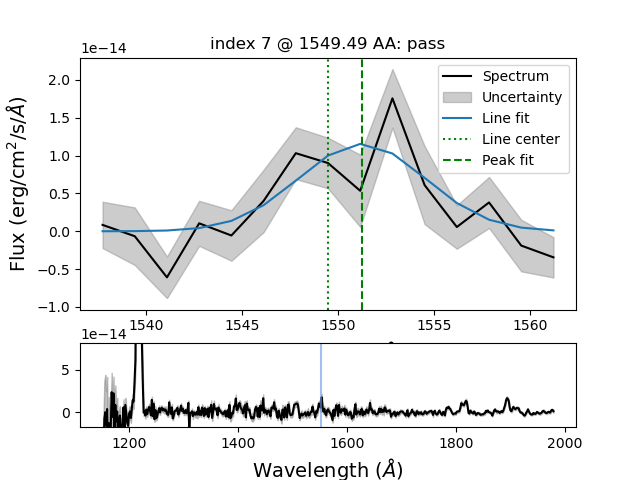 index 7 @ 1549.49 AA: pass
1e−14
Spectrum
Uncertainty
Line fit
Line center
Peak fit
2.0
1.5
1.0
0.5
0.0
−0.5
−1.0
Flux (erg/cm²/s/Å)
1540 1545 1550 1555 1560
1e−14
5
0
1200 1400 1600 1800 2000
Wavelength (Å)